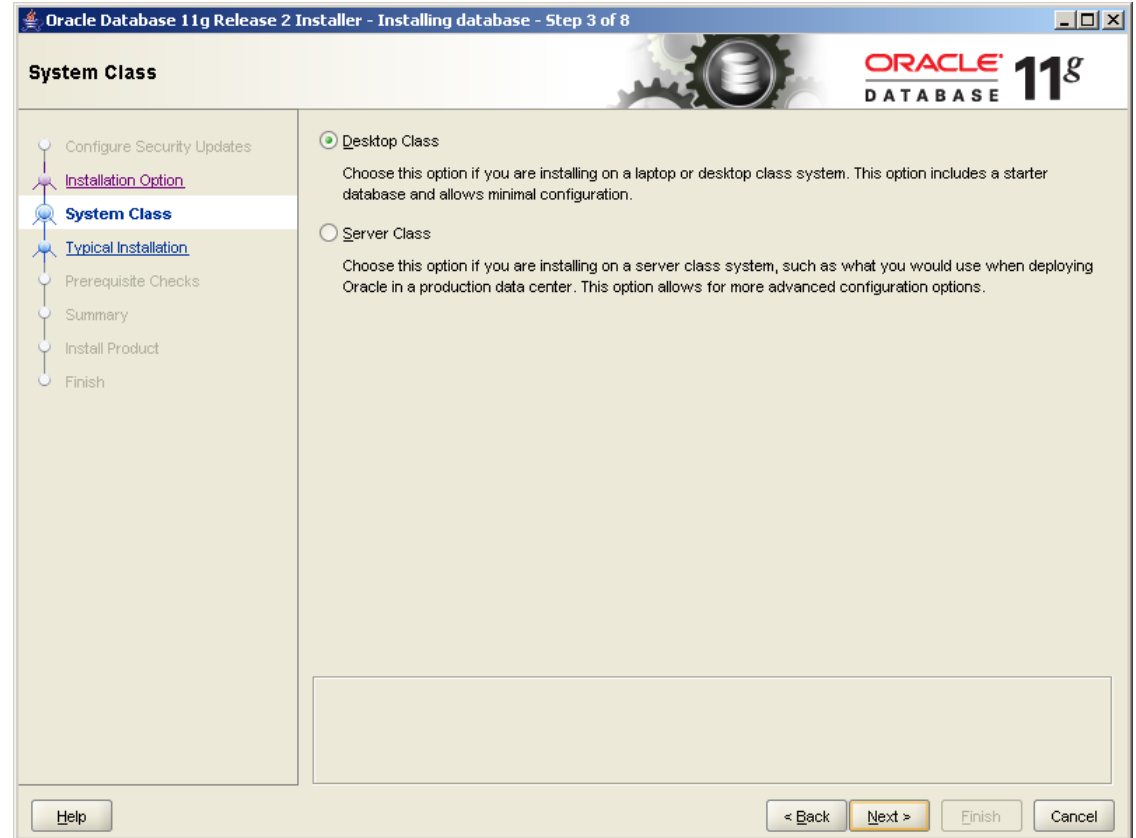 Oracle Database 11g Release 2 Installer - Installing database - Step 3 of 8
System Class
ORACLE
DATABASE
11g
Configure Security Updates
Installation Option
System Class
Typical Installation
Prerequisite Checks
Summary
Install Product
Finish
Desktop Class
Choose this option if you are installing on a laptop or desktop class system. This option includes a starter
database and allows minimal configuration.
Server Class
Choose this option if you are installing on a server class system, such as what you would use when deploying
Oracle in a production data center. This option allows for more advanced configuration options.
Help
< Back
Next >
Finish
Cancel